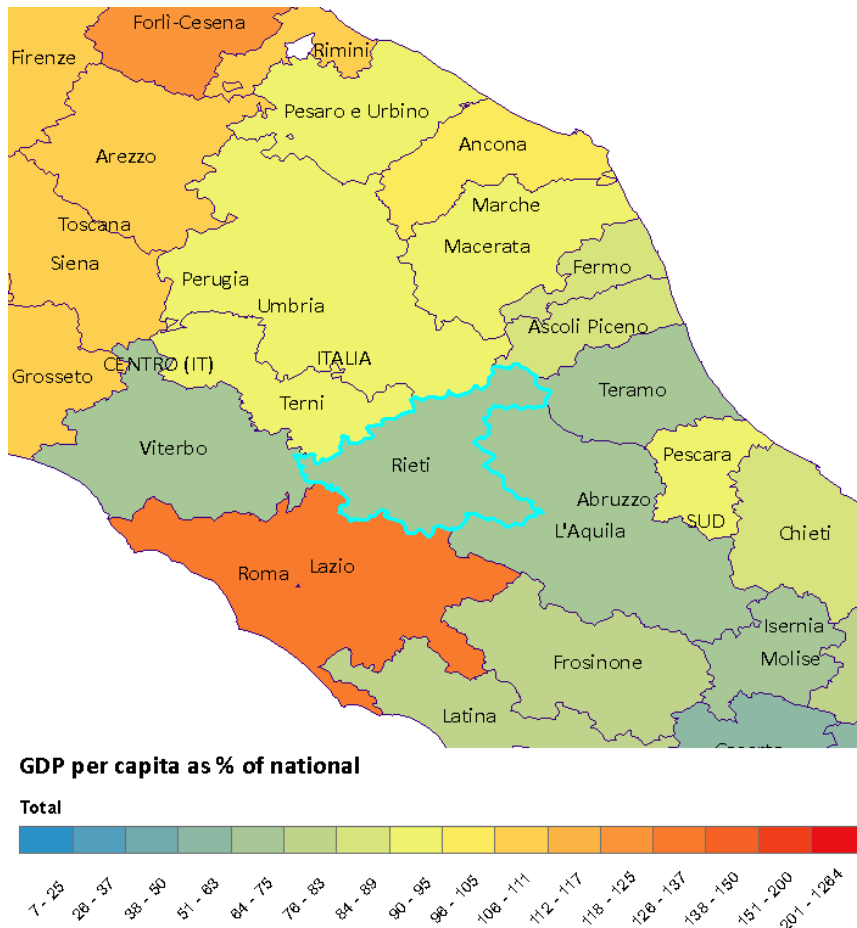 Forlì-Cesena
Firenze
Rimini
Pesaro e Urbino
Ancona
Arezzo
Marche
Toscana
Macerata
Siena
Fermo
Perugia
Umbria
Ascoli Piceno
CENTRO (IT)
ITALIA
Grosseto
Teramo
Terni
Viterbo
Pescara
Rieti
Abruzzo
SUD
L'Aquila
Chieti
Lazio
Roma
Isernia
Molise
Frosinone
Latina
GDP per capita as % of national
Total
7 - 25
26 - 37
38 - 50
51 - 63
64 - 75
76 - 83
84 - 89
90 - 95
96 - 105
106 - 111
112 - 117
118 - 125
126 - 137
138 - 150
151 - 200
201 - 1264